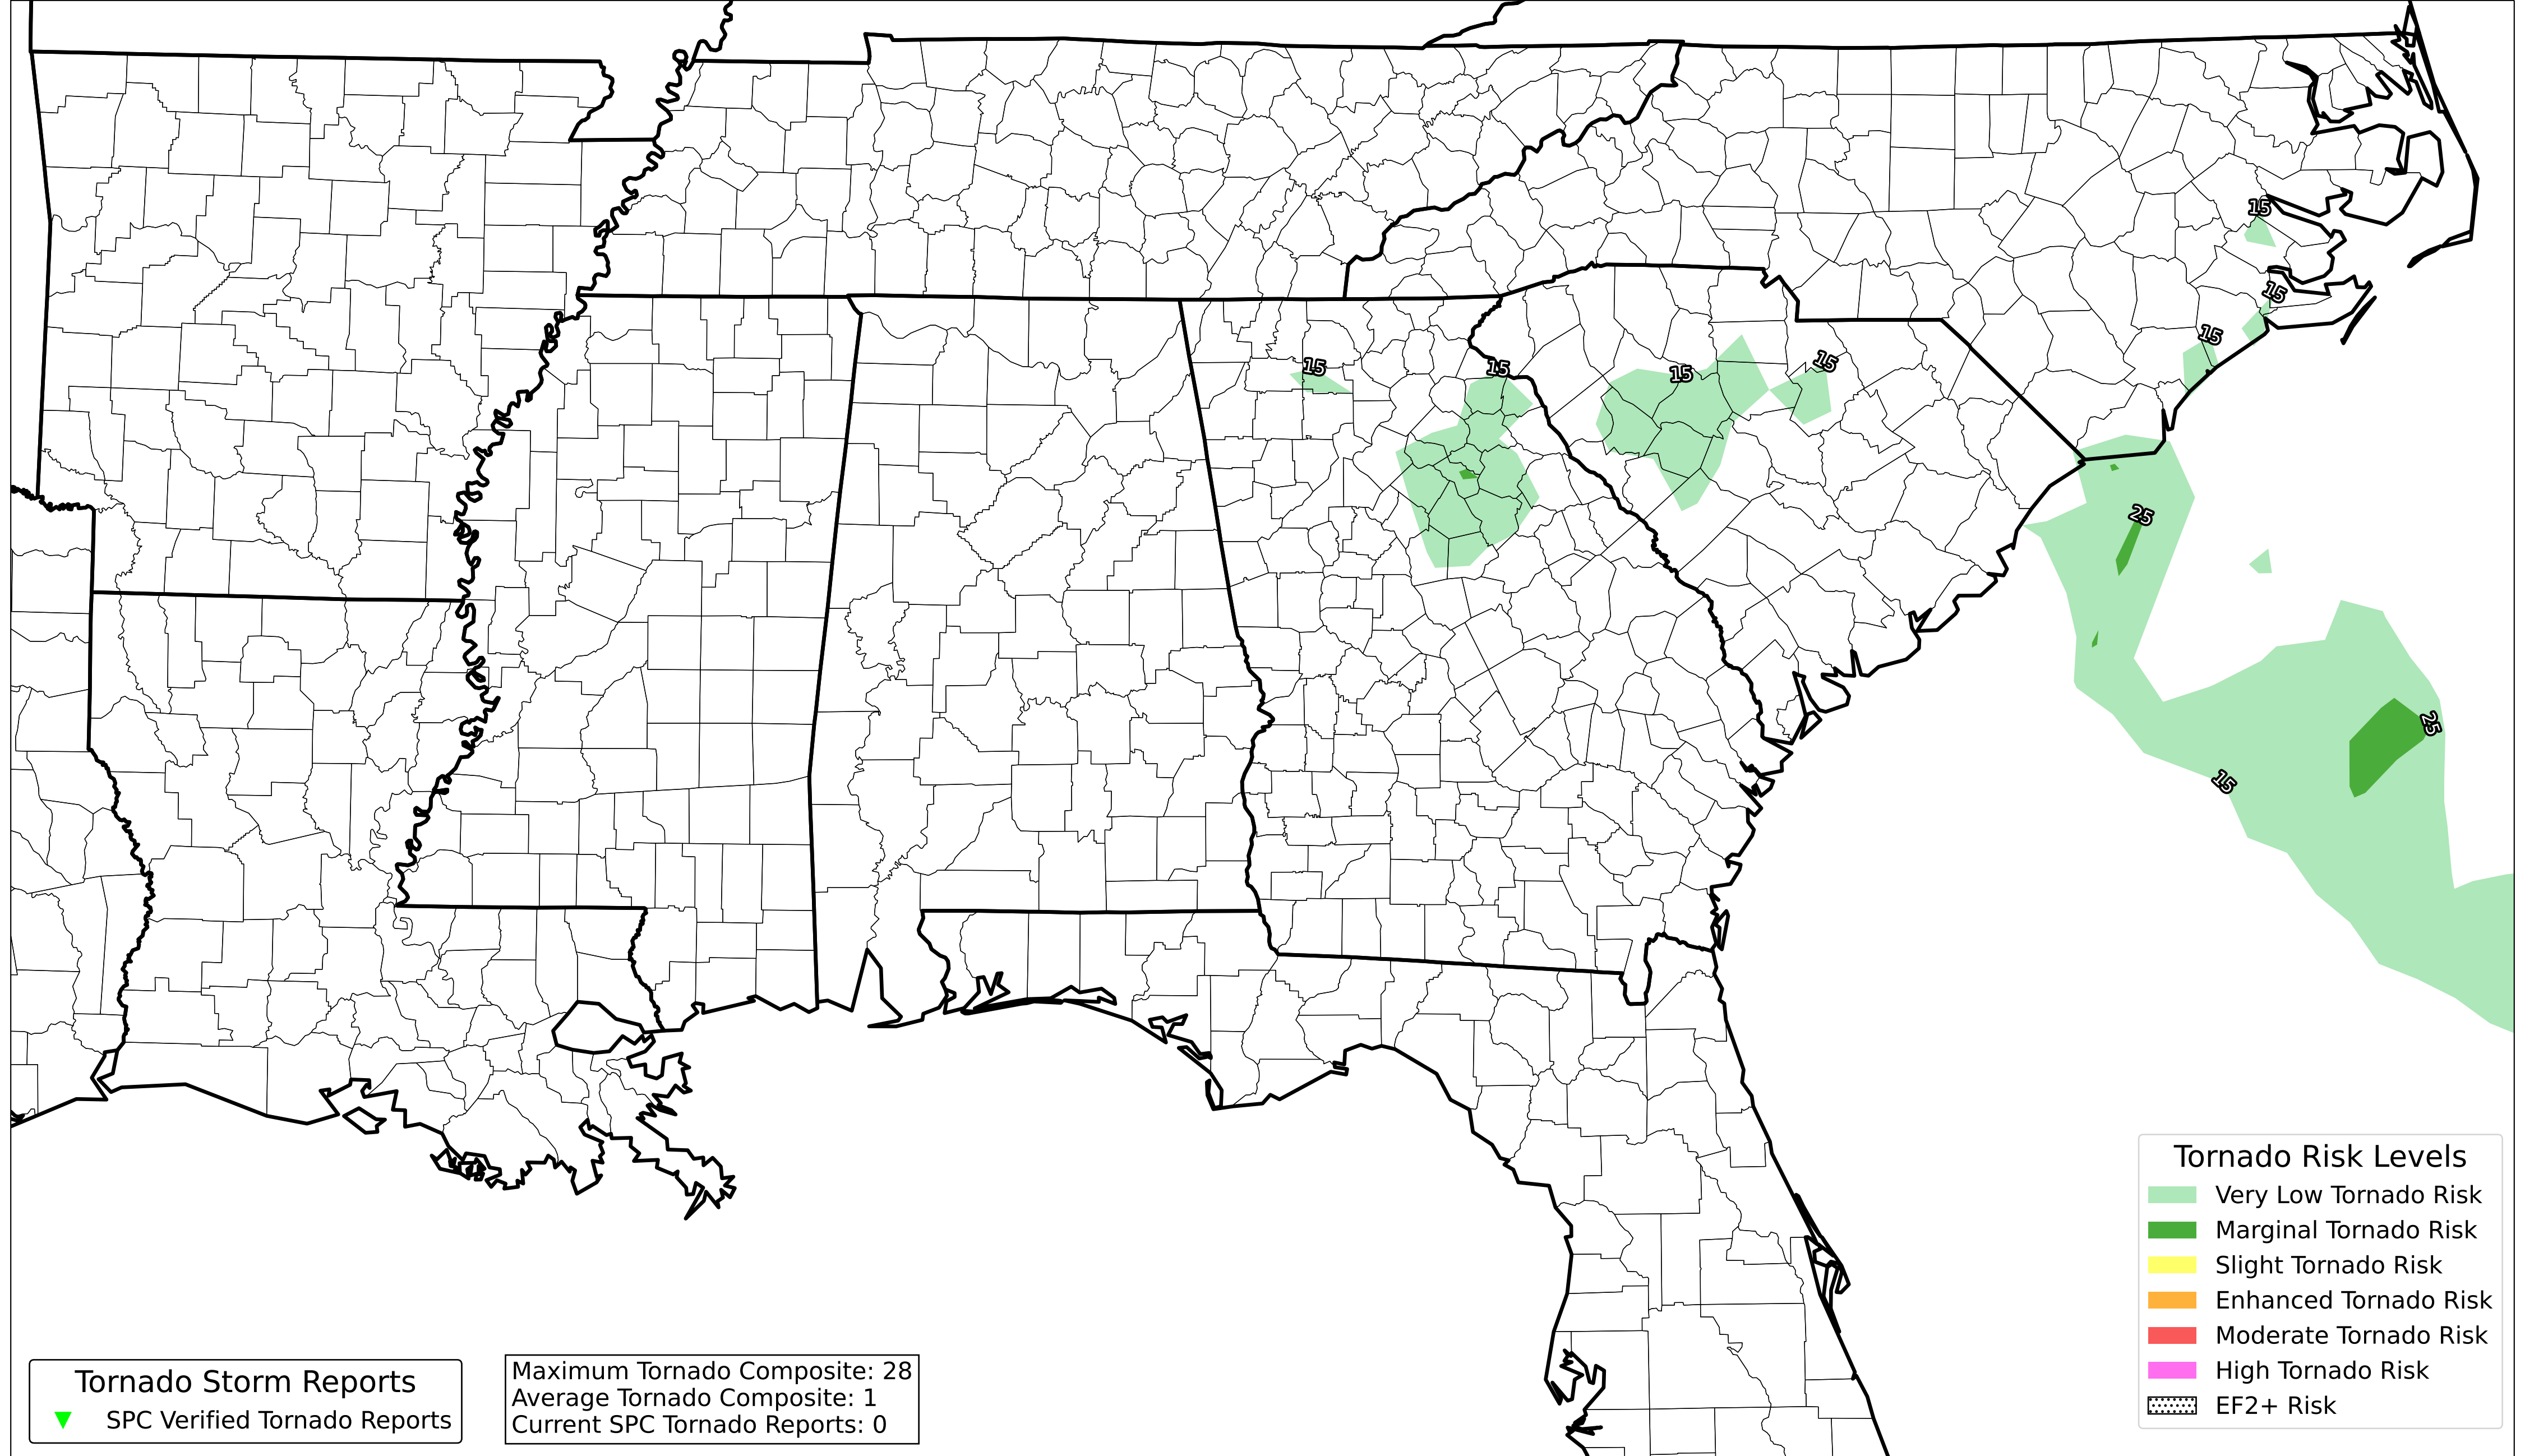 15
15
15
15
15
15
15
25
25
15
Tornado Risk Levels
Very Low Tornado Risk
Marginal Tornado Risk
Slight Tornado Risk
Enhanced Tornado Risk
Moderate Tornado Risk
High Tornado Risk
EF2+ Risk
Tornado Storm Reports
SPC Verified Tornado Reports
Maximum Tornado Composite: 28
Average Tornado Composite: 1
Current SPC Tornado Reports: 0